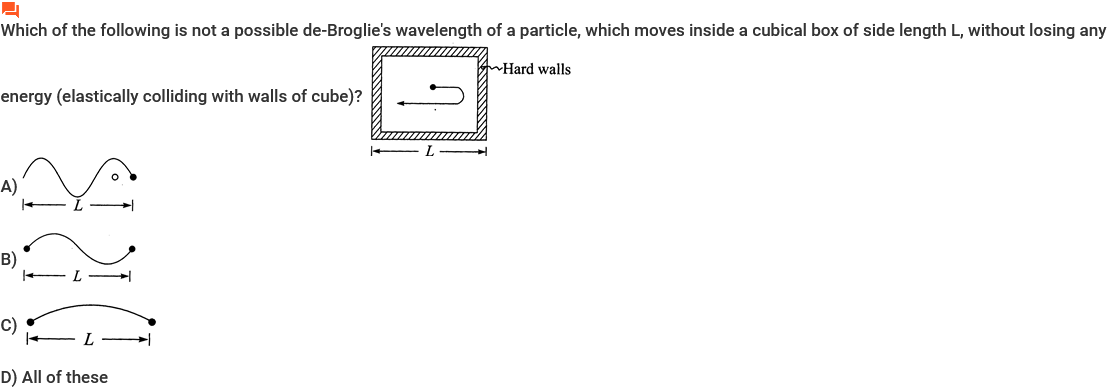 Which of the following is not a possible de-Broglie's wavelength of a particle, which moves inside a cubical box of side length L, without losing any
Hard walls
energy (elastically colliding with walls of cube)?
L
A)
L
B)
L
C)
L
D) All of these